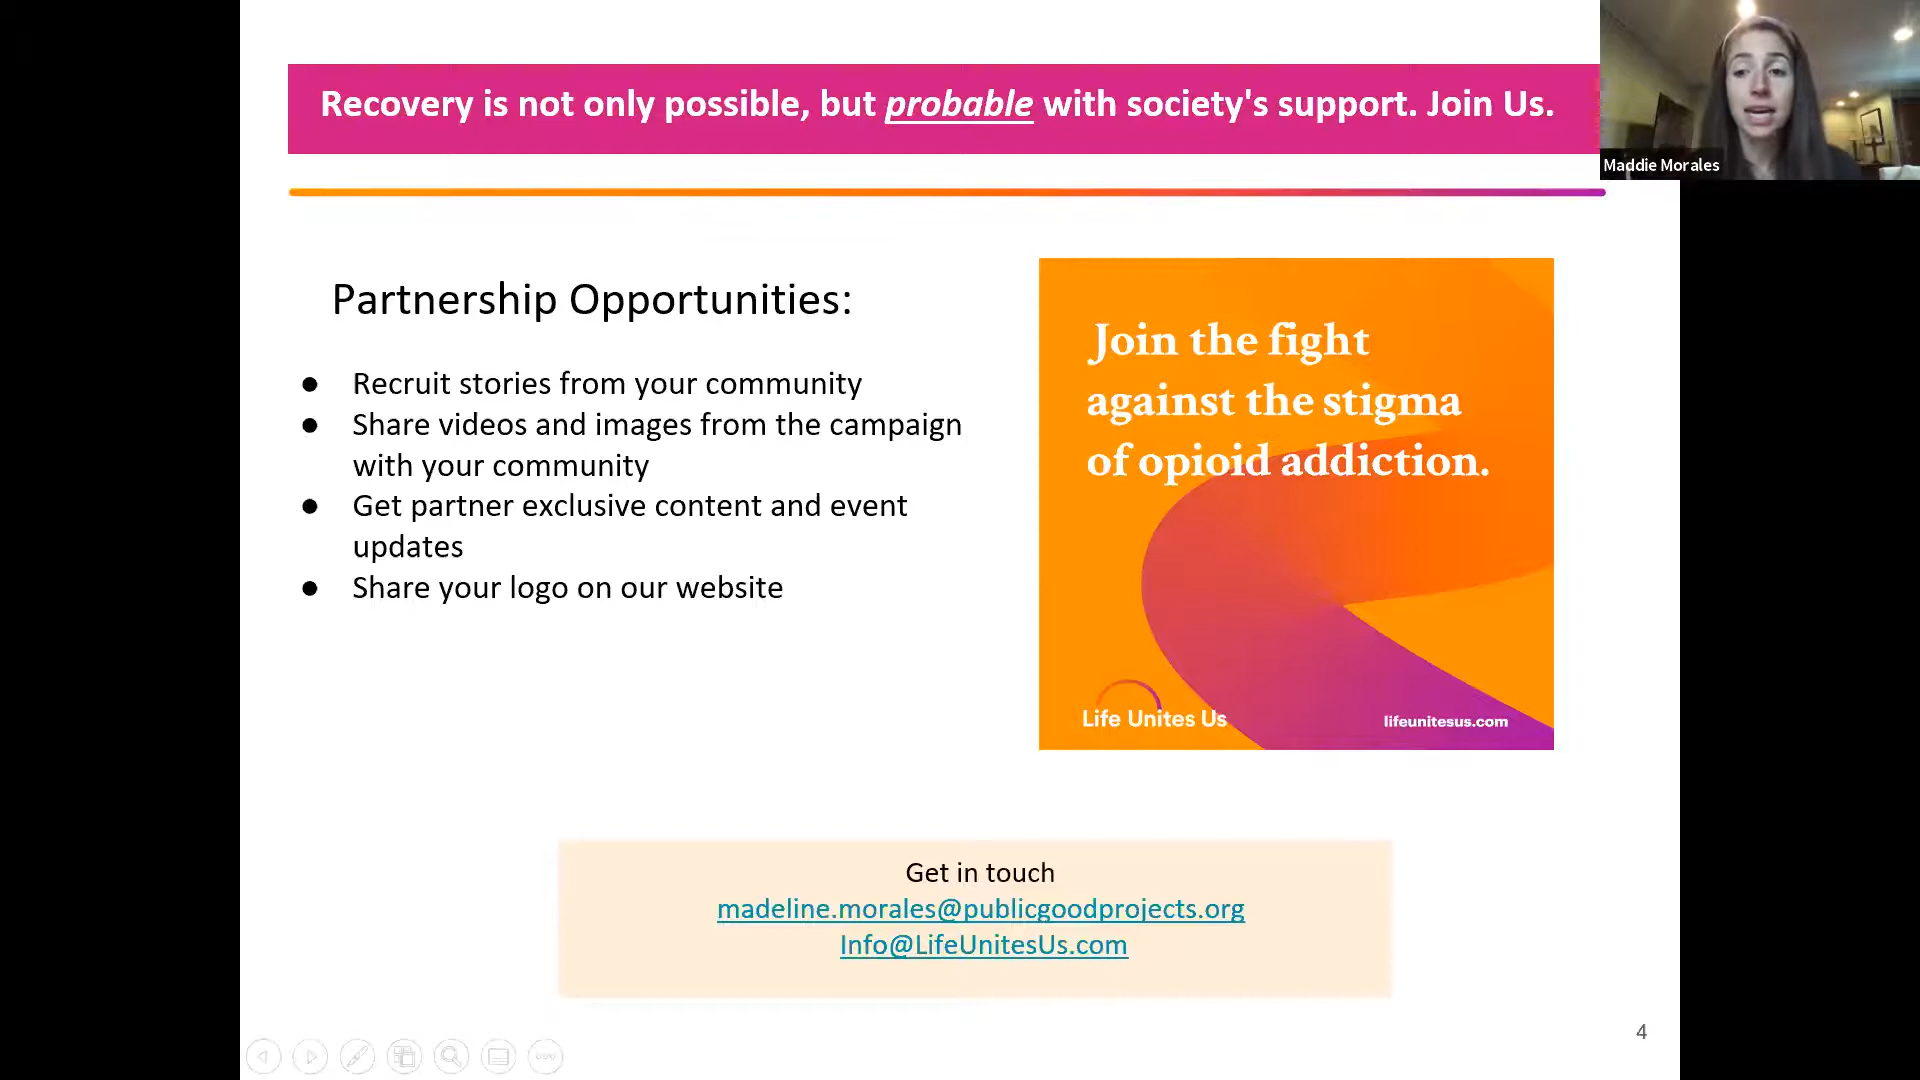 Recovery is not only possible, but probable with society's support. Join Us.
Maddie Morales
Partnership Opportunities:
● Recruit stories from your community
● Share videos and images from the campaign
with your community
● Get partner exclusive content and event
updates
● Share your logo on our website
Join the fight
against the stigma
of opioid addiction.
Life Unites Us
lifeunitesus.com
Get in touch
madeline.morales@publicgoodprojects.org
Info@LifeUnitesUs.com
4